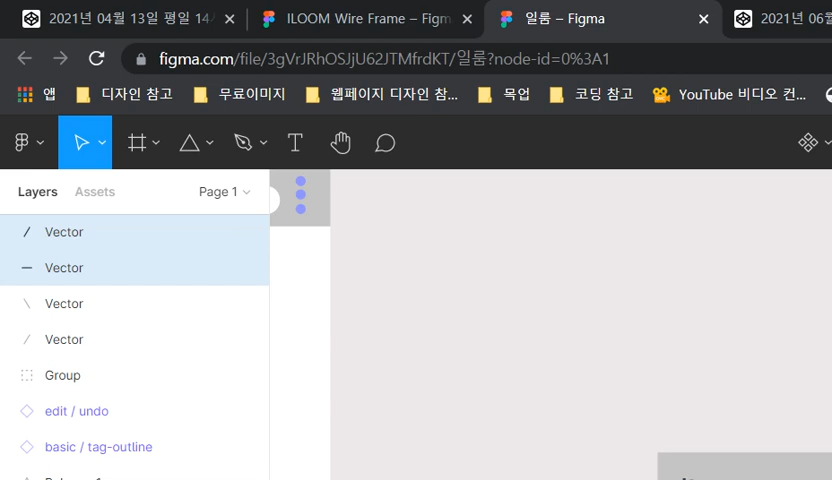 2021년 04월 13일 평일 14
ILOOM Wire Frame – Figm
일룸 – Figma
2021년 06월
figma.com/file/3gVrJRhOSJjU62JTMfrdKT/일룸?node-id=0%3A1
앱
디자인 참고
무료이미지
웹페이지 디자인 참...
목업
코딩 참고
YouTube 비디오 컨...
Layers
Assets
Page 1
Vector
Vector
Vector
Vector
Group
edit / undo
basic / tag-outline